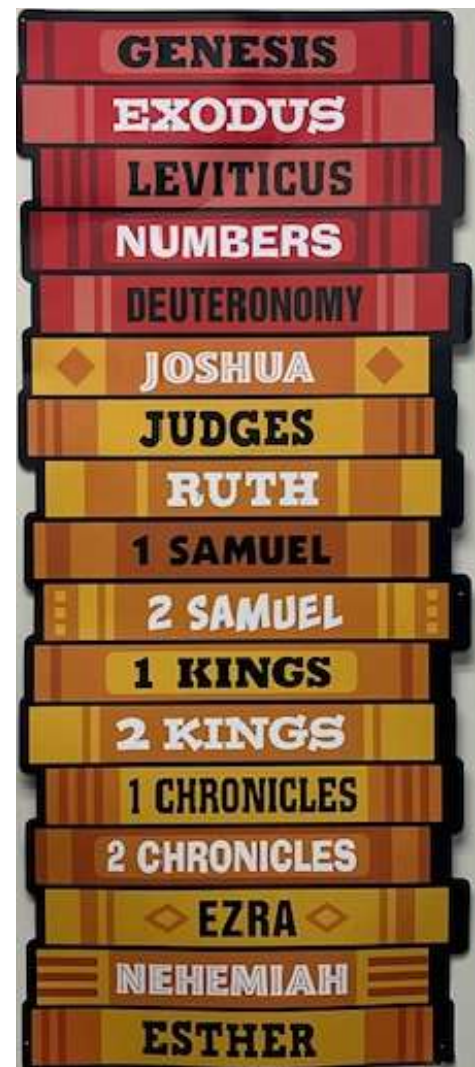 GENESIS
EXODUS
LEVITICUS
NUMBERS
DEUTERONOMY
JOSHUA
JUDGES
RUTH
1 SAMUEL
2 SAMUEL
1 KINGS
2 KINGS
1 CHRONICLES
2 CHRONICLES
EZRA
NEHEMIAH
ESTHER